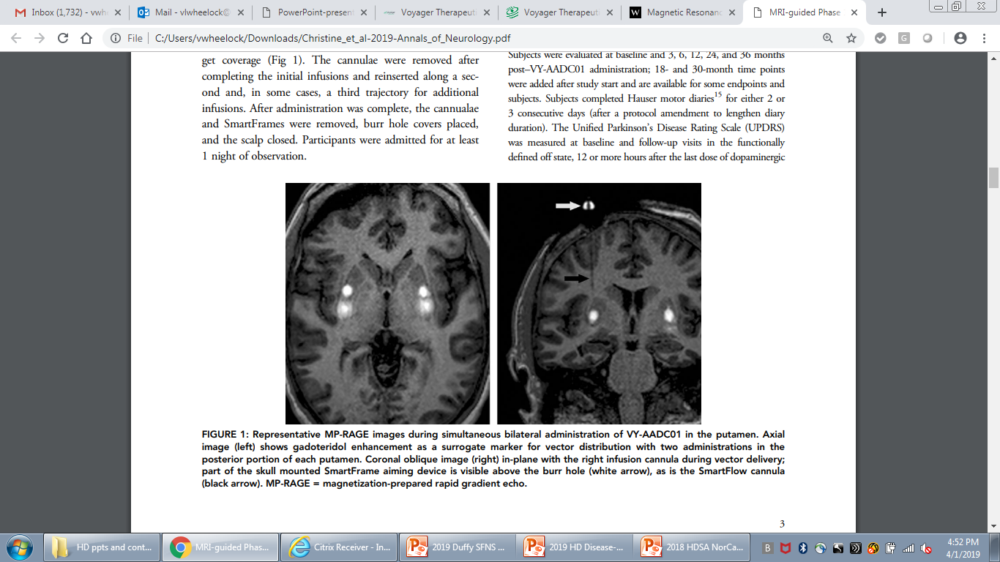 Inbox (1,732) - vwh
Mail - vlwheelock@
PowerPoint-present
Voyager Therapeut
Voyager Therapeut
Magnetic Resonanc
MRI-guided Phase
File
C:/Users/vwheelock/Downloads/Christine_et_al-2019-Annals_of_Neurology.pdf
get coverage (Fig 1). The cannulae were removed after
completing the initial infusions and reinserted along a sec-
ond and, in some cases, a third trajectory for additional
infusions. After administration was complete, the cannualae
and SmartFrames were removed, burr hole covers placed,
and the scalp closed. Participants were admitted for at least
1 night of observation.
Subjects were evaluated at baseline and 3, 6, 12, 24, and 36 months
post–VY-AADC01 administration; 18- and 30-month time points
were added after study start and are available for some endpoints and
subjects. Subjects completed Hauser motor diaries15 for either 2 or
3 consecutive days (after a protocol amendment to lengthen diary
duration). The Unified Parkinson's Disease Rating Scale (UPDRS)
was measured at baseline and follow-up visits in the functionally
defined off state, 12 or more hours after the last dose of dopaminergic
FIGURE 1: Representative MP-RAGE images during simultaneous bilateral administration of VY-AADC01 in the putamen. Axial
image (left) shows gadoteridol enhancement as a surrogate marker for vector distribution with two administrations in the
posterior portion of each putamen. Coronal oblique image (right) in-plane with the right infusion cannula during vector delivery;
part of the skull mounted SmartFrame aiming device is visible above the burr hole (white arrow), as is the SmartFlow cannula
(black arrow). MP-RAGE = magnetization-prepared rapid gradient echo.
3
HD ppts and cont...
MRI-guided Phas...
Citrix Receiver - In...
2019 Duffy SFNS ...
2019 HD Disease-...
2018 HDSA NorCa...
4:52 PM
4/1/2019